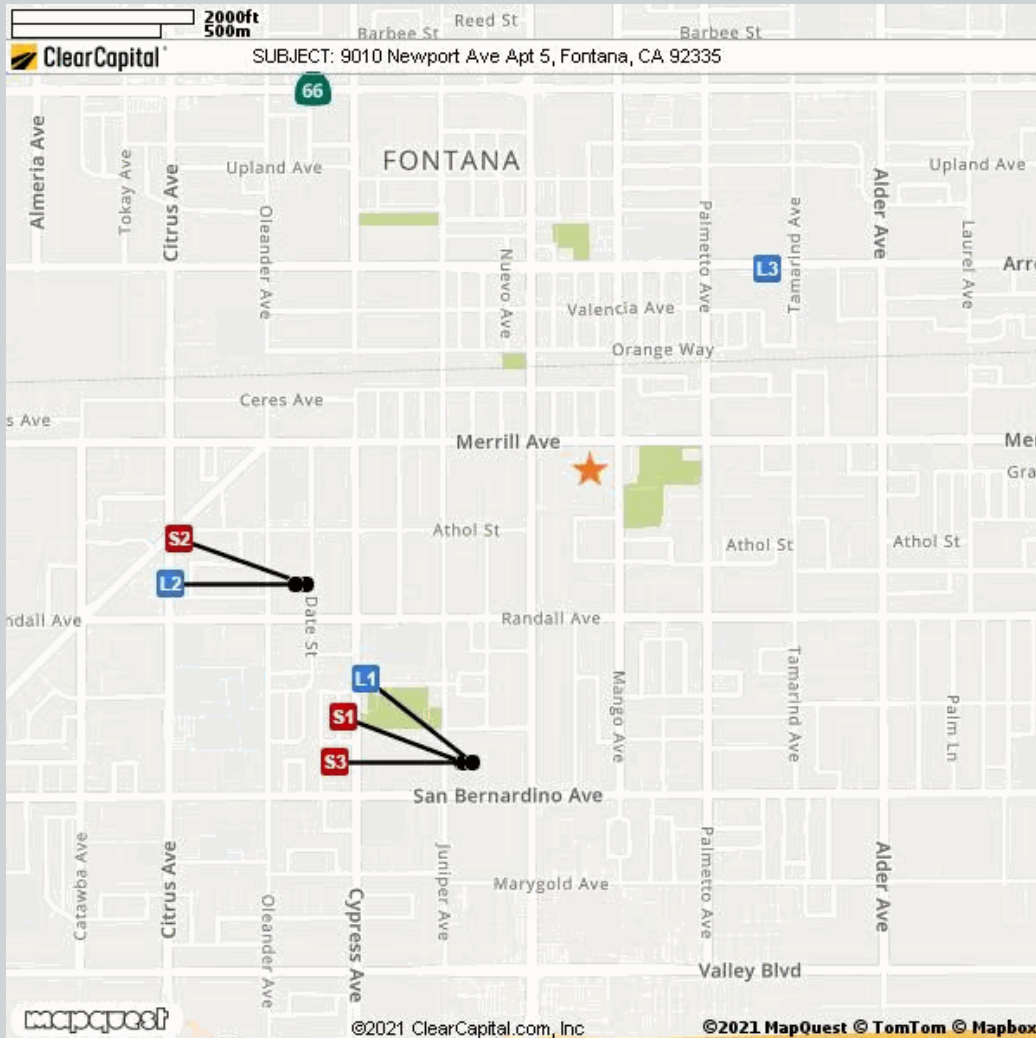 2000ft
500m
Reed St
Barbee St
Barbee St
ClearCapital
SUBJECT: 9010 Newport Ave Apt 5, Fontana, CA 92335
66
Almeria Ave
Tokay Ave
Citrus Ave
Upland Ave
FONTANA
Upland Ave
Alder Ave
Oleander Ave
Palmetto Ave
Tamarind Ave
Laurel Ave
Nuevo Ave
L3
Arr
Valencia Ave
Orange Way
Ceres Ave
s Ave
Merrill Ave
Me
Gra
S2
Athol St
Athol St
Athol St
L2
Date St
ndall Ave
Randall Ave
L1
S1
S3
Mango Ave
Tamarind Ave
Palm Ln
San Bernardino Ave
Catawba Ave
Citrus Ave
Oleander Ave
Cypress Ave
Juniper Ave
Marygold Ave
Palmetto Ave
Alder Ave
Valley Blvd
mapquest
©2021 ClearCapital.com, Inc
©2021 MapQuest © TomTom © Mapbox